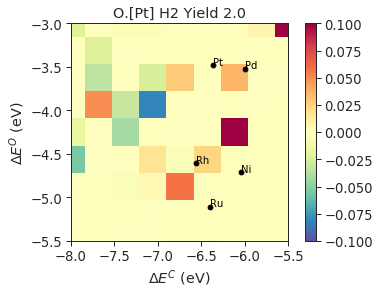 O.[Pt] H2 Yield 2.0
ΔE^O (eV)
−3.0
−3.5
−4.0
−4.5
−5.0
−5.5
Pt
Pd
Rh
Ni
Ru
−8.0 −7.5 −7.0 −6.5 −6.0 −5.5
ΔE^C (eV)
0.100
0.075
0.050
0.025
0.000
−0.025
−0.050
−0.075
−0.100